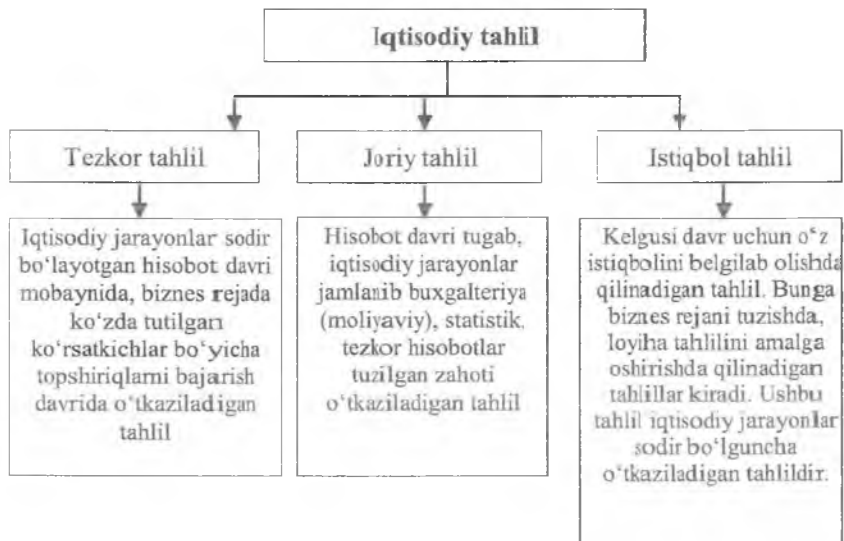 Iqtisodiy tahlil
Tezkor tahlil
Joriy tahlil
Istiqbol tahlil
Iqtisodiy jarayonlar sodir
bo‘layotgan hisobot davri
mobaynida, biznes rejada
ko‘zda tutilgan
ko‘rsatkichlar bo‘yicha
topshiriqlarni bajarish
davrida o‘tkaziladigan
tahlil
Hisobot davri tugab,
iqtisodiy jarayonlar
jamlanib buxgalteriya
(moliyaviy), statistik,
tezkor hisobotlar
tuzilgan zahoti
o‘tkaziladigan tahlil
Kelgusi davr uchun o‘z
istiqbolini belgilab olishda
qilinadigan tahlil. Bunga
biznes rejani tuzishda,
loyiha tahlilini amalga
oshirishda qilinadigan
tahlillar kiradi. Ushbu
tahlil iqtisodiy jarayonlar
sodir bo‘lguncha
o‘tkaziladigan tahlildir.